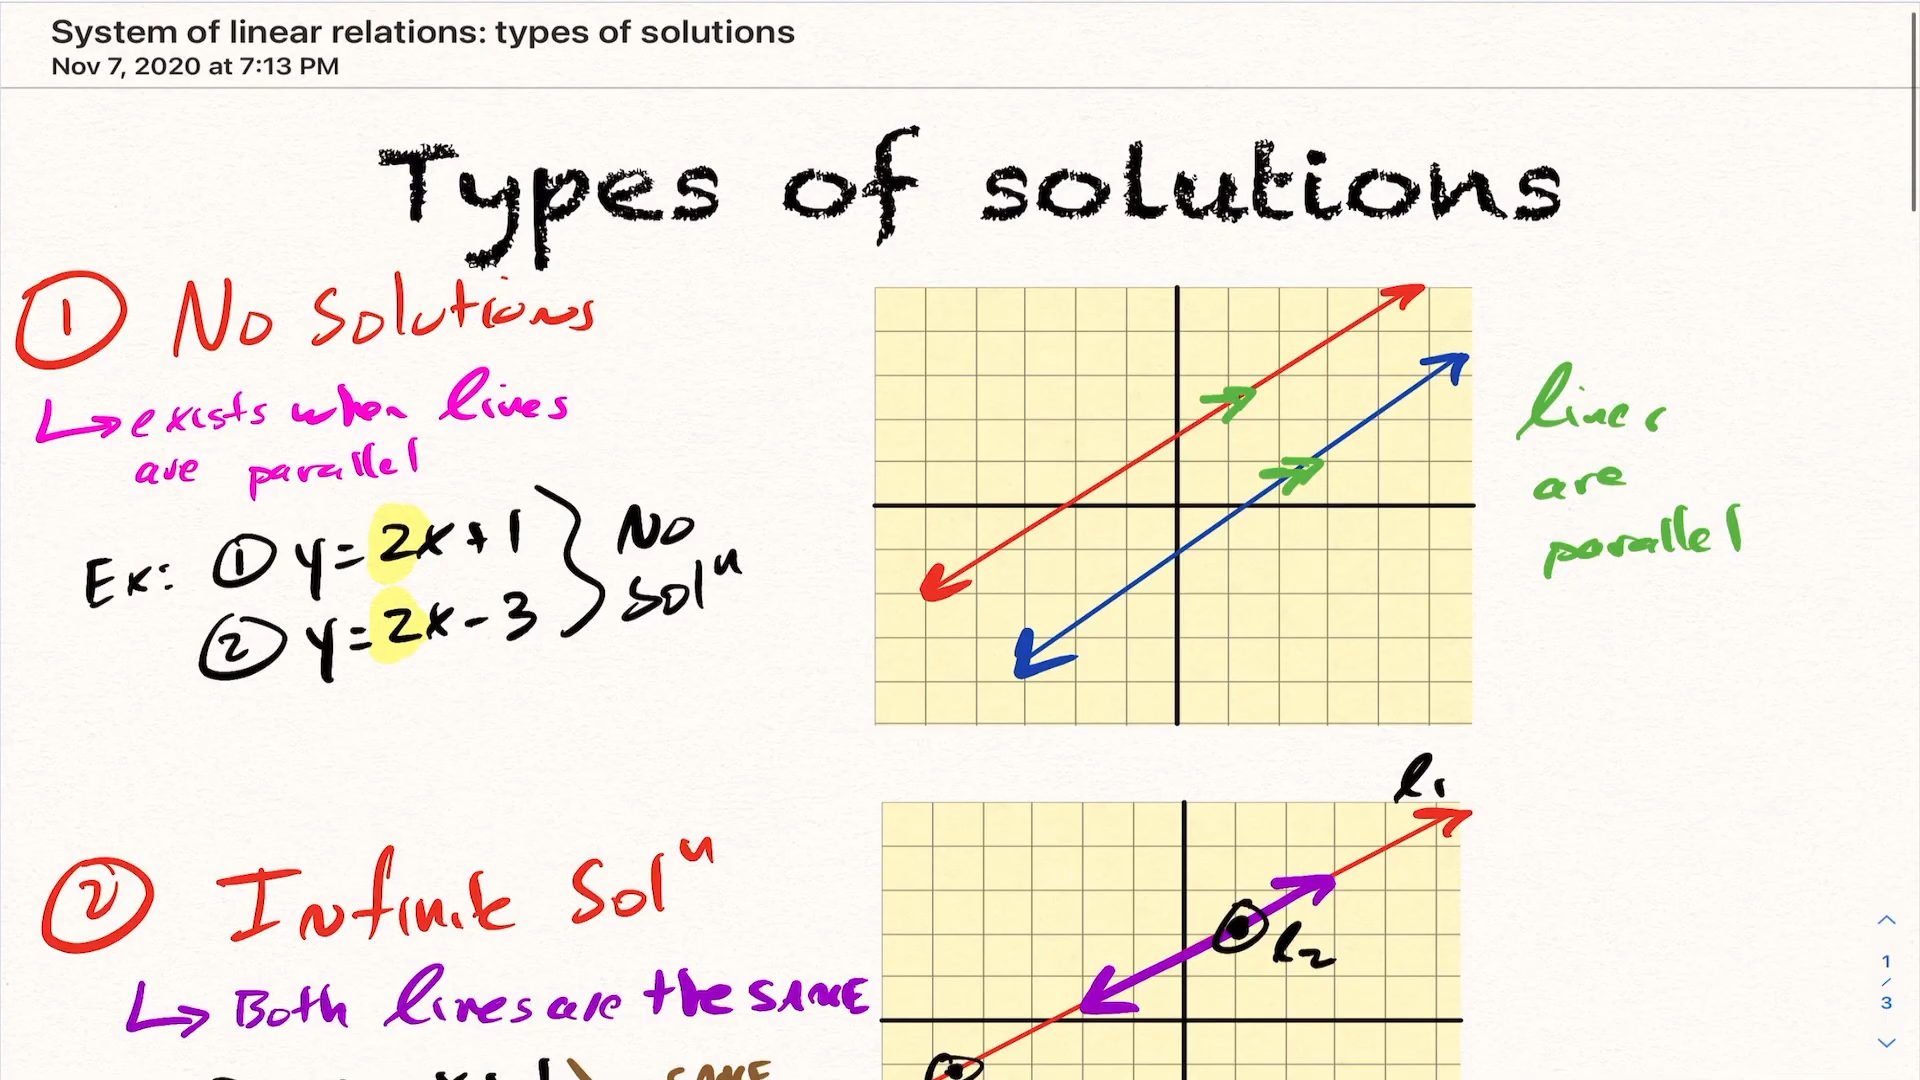 System of linear relations: types of solutions
Nov 7, 2020 at 7:13 PM
Types of solutions
① No Solutions
↳ exists when lines
are parallel
Ex: ① y=2x+1
② y=2x-3
No
Solⁿ
lines
are
parallel
② Infinite Solⁿ
↳ Both lines are the SAME
SAME
l₁
l₂
1
/
3